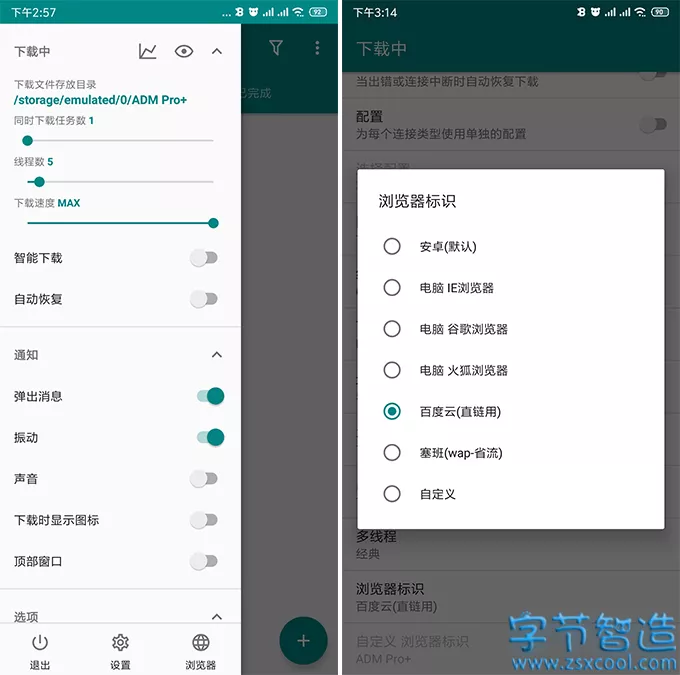 下午2:57
... 92
下载中
下载文件存放目录
/storage/emulated/0/ADM Pro+
同时下载任务数 1
线程数 5
下载速度 MAX
智能下载
自动恢复
通知
弹出消息
振动
声音
下载时显示图标
顶部窗口
选项
退出
设置
浏览器
已完成
下午3:14
90
下载中
当出错或连接中断时自动恢复下载
配置
为每个连接类型使用单独的配置
选择配置
浏览器标识
安卓(默认)
电脑 IE浏览器
电脑 谷歌浏览器
电脑 火狐浏览器
百度云(直链用)
塞班(wap-省流)
自定义
多线程
经典
浏览器标识
百度云(直链用)
自定义 浏览器标识
ADM Pro+
字节智造
www.zsxcool.com